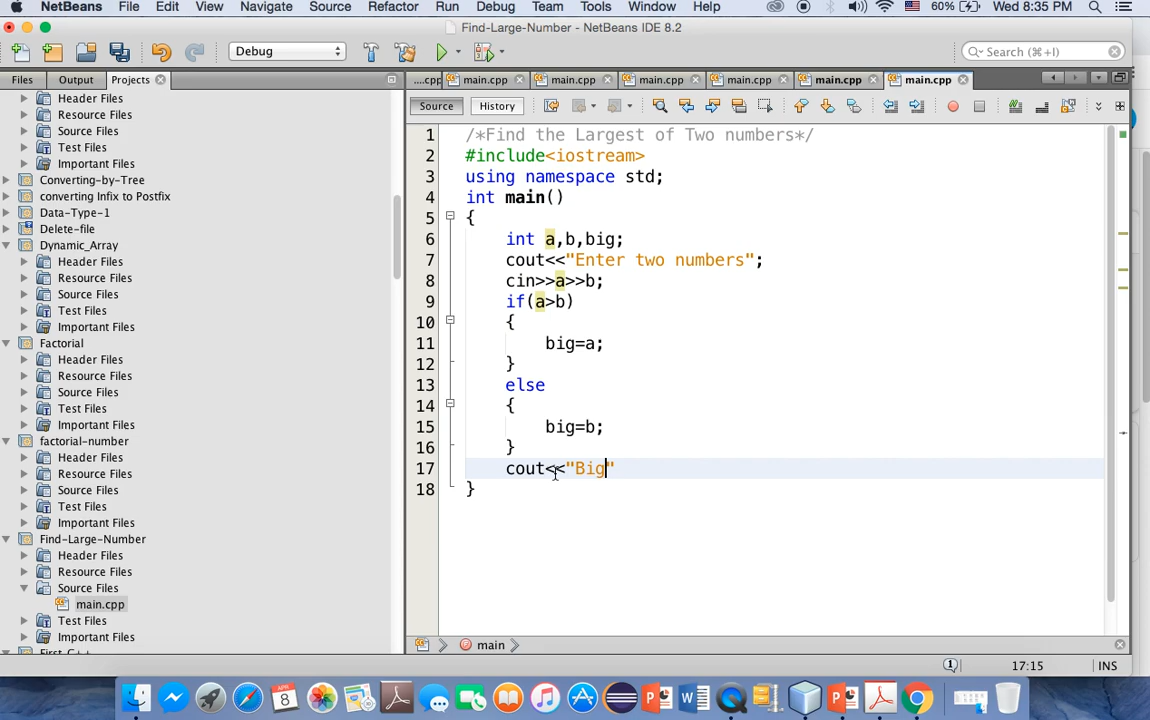 NetBeans File Edit View Navigate Source Refactor Run Debug Team Tools Window Help 60% Wed 8:35 PM
Find-Large-Number - NetBeans IDE 8.2
Debug Search (⌘+I)
Files Output Projects ....cpp main.cpp main.cpp main.cpp main.cpp main.cpp main.cpp
Source History
Header Files
Resource Files
Source Files
Test Files
Important Files
Converting-by-Tree
converting Infix to Postfix
Data-Type-1
Delete-file
Dynamic_Array
Header Files
Resource Files
Source Files
Test Files
Important Files
Factorial
Header Files
Resource Files
Source Files
Test Files
Important Files
factorial-number
Header Files
Resource Files
Source Files
Test Files
Important Files
Find-Large-Number
Header Files
Resource Files
Source Files
main.cpp
Test Files
Important Files
First C++
1 /*Find the Largest of Two numbers*/
2 #include<iostream>
3 using namespace std;
4 int main()
5 {
6 int a,b,big;
7 cout<<"Enter two numbers";
8 cin>>a>>b;
9 if(a>b)
10 {
11 big=a;
12 }
13 else
14 {
15 big=b;
16 }
17 cout<<"Big"
18 }
main
1 17:15 INS
APR 8